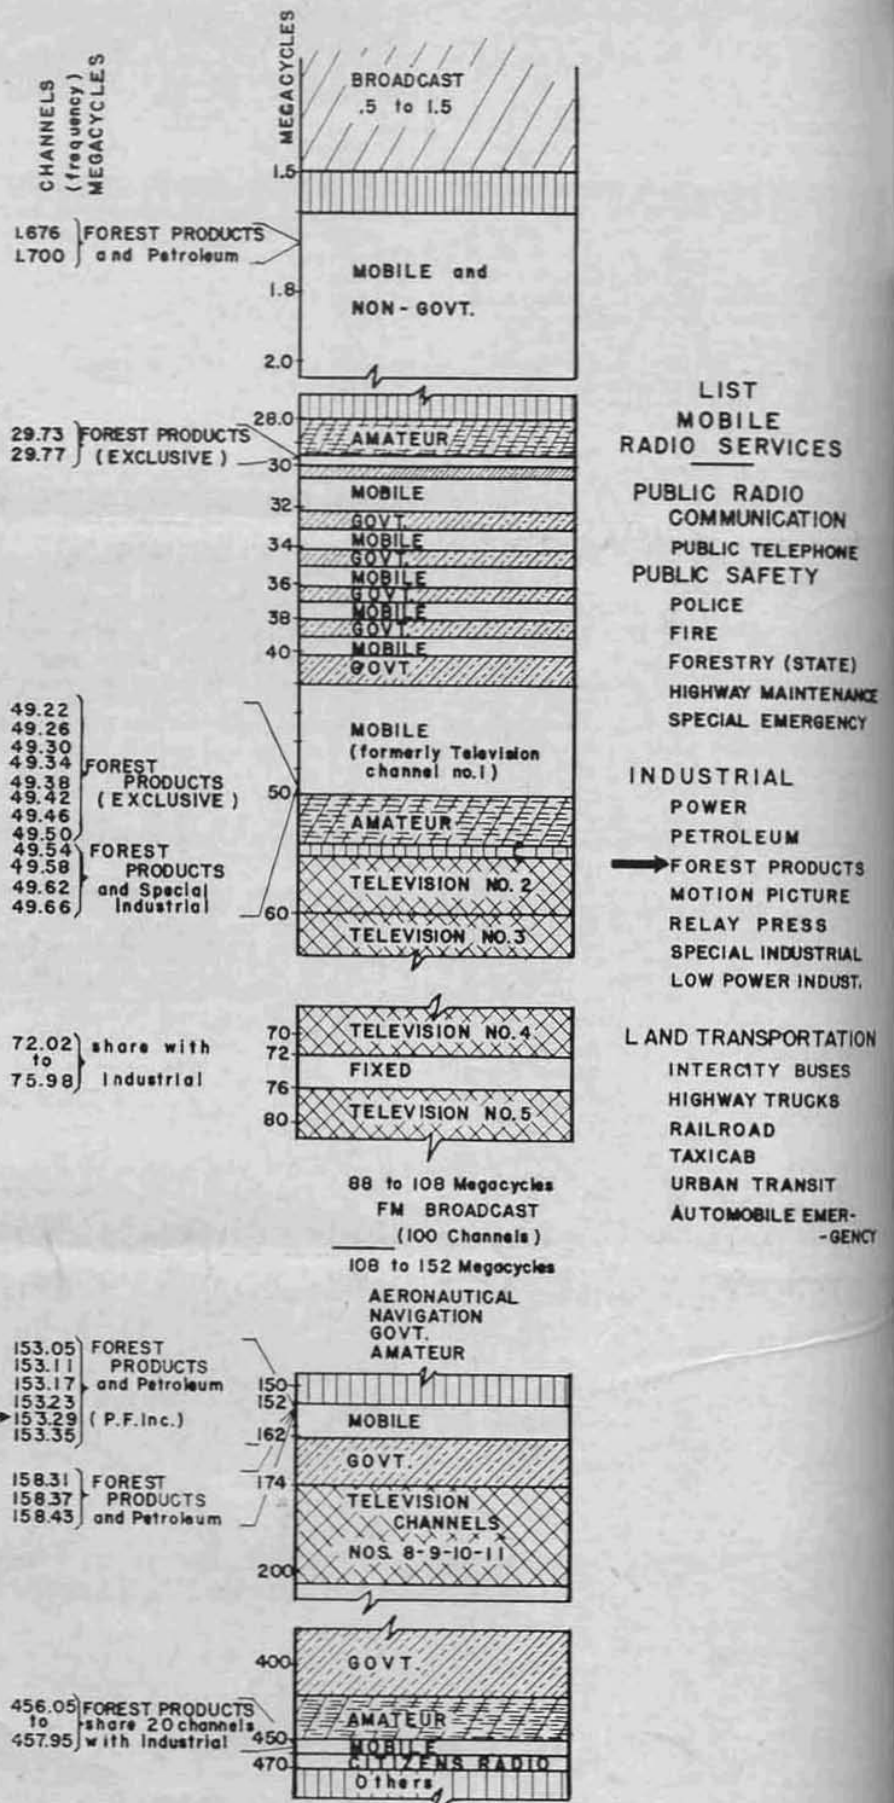 CHANNELS
(frequency)
MEGACYCLES
MEGACYCLES
BROADCAST
.5 to 1.5
1.5
1.676
1.700
FOREST PRODUCTS
and Petroleum
MOBILE and
NON-GOVT.
1.8
2.0
28.0
AMATEUR
29.73
29.77
FOREST PRODUCTS
(EXCLUSIVE)
30
MOBILE
32
GOVT.
MOBILE
34
GOVT.
MOBILE
36
GOVT.
MOBILE
38
GOVT.
MOBILE
40
GOVT
49.22
49.26
49.30
49.34
49.38
49.42
49.46
49.50
FOREST
PRODUCTS
(EXCLUSIVE)
49.54
49.58
49.62
49.66
FOREST
PRODUCTS
and Special
Industrial
MOBILE
(formerly Television
channel no.1)
50
AMATEUR
TELEVISION NO.2
60
TELEVISION NO.3
72.02
to
75.98
share with
Industrial
70
TELEVISION NO.4
72
FIXED
76
TELEVISION NO.5
80
88 to 108 Megacycles
FM BROADCAST
(100 Channels)
108 to 152 Megacycles
AERONAUTICAL
NAVIGATION
GOVT.
AMATEUR
153.05
153.11
153.17
153.23
153.29
153.35
FOREST
PRODUCTS
and Petroleum
(P.F.Inc.)
158.31
158.37
158.43
FOREST
PRODUCTS
and Petroleum
150
152
MOBILE
162
GOVT.
174
TELEVISION
CHANNELS
NOS. 8-9-10-11
200
400
GOVT.
456.05
to
457.95
FOREST PRODUCTS
share 20 channels
with Industrial
AMATEUR
450
MOBILE
CITIZENS RADIO
470
Others
LIST
MOBILE
RADIO SERVICES
PUBLIC RADIO
COMMUNICATION
PUBLIC TELEPHONE
PUBLIC SAFETY
POLICE
FIRE
FORESTRY (STATE)
HIGHWAY MAINTENANCE
SPECIAL EMERGENCY
INDUSTRIAL
POWER
PETROLEUM
FOREST PRODUCTS
MOTION PICTURE
RELAY PRESS
SPECIAL INDUSTRIAL
LOW POWER INDUST.
LAND TRANSPORTATION
INTERCITY BUSES
HIGHWAY TRUCKS
RAILROAD
TAXICAB
URBAN TRANSIT
AUTOMOBILE EMER-
-GENCY